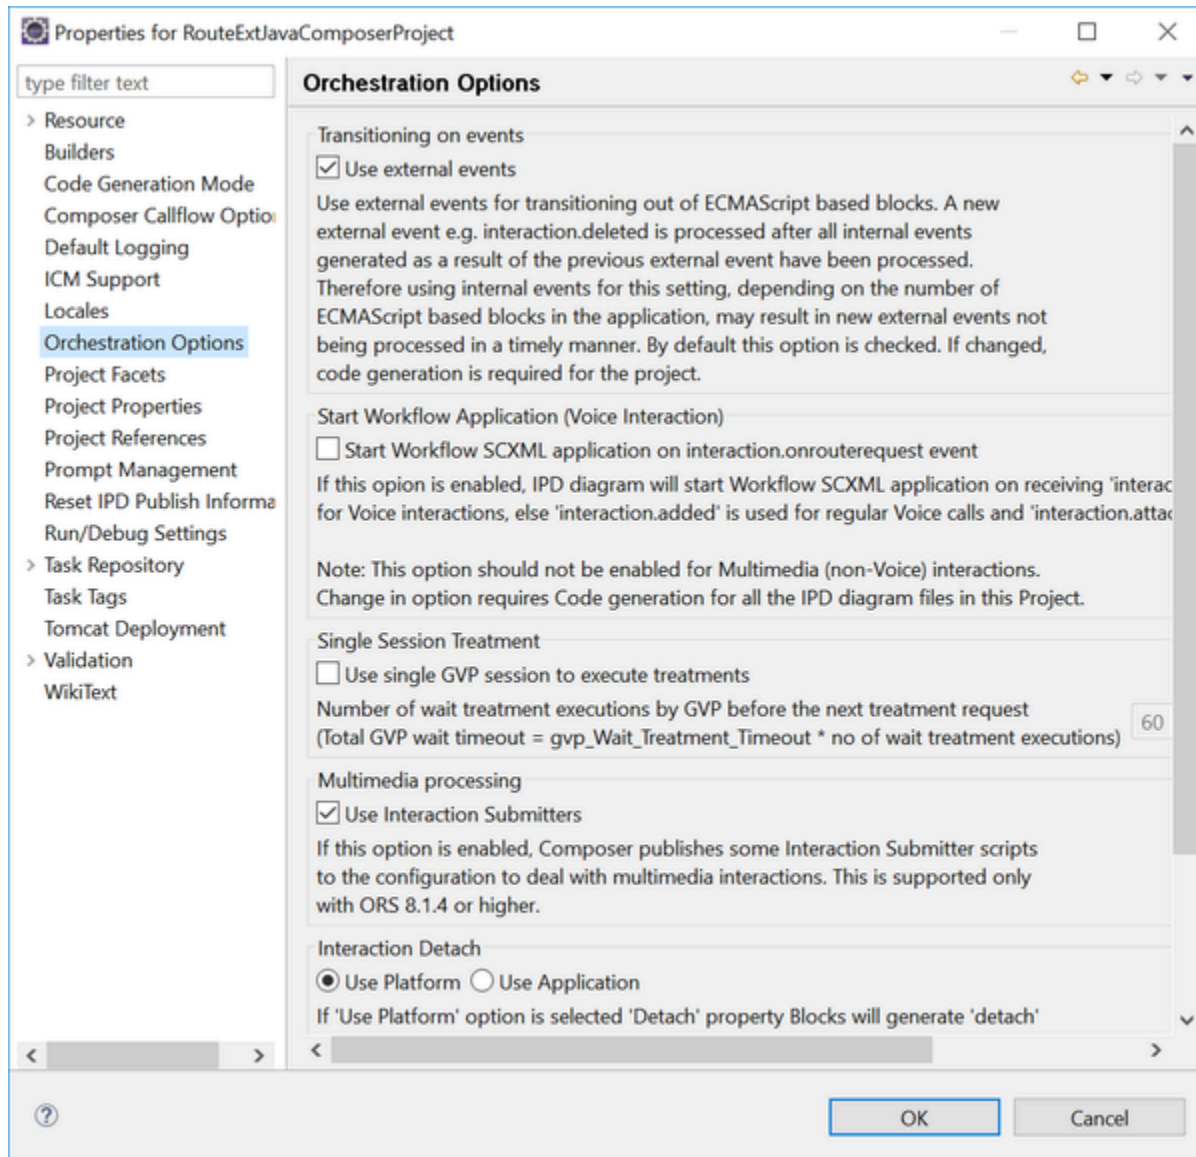 Properties for RouteExtJavaComposerProject
type filter text
Resource
Builders
Code Generation Mode
Composer Callflow Optio
Default Logging
ICM Support
Locales
Orchestration Options
Project Facets
Project Properties
Project References
Prompt Management
Reset IPD Publish Informa
Run/Debug Settings
Task Repository
Task Tags
Tomcat Deployment
Validation
WikiText
Orchestration Options
Transitioning on events
Use external events
Use external events for transitioning out of ECMAScript based blocks. A new
external event e.g. interaction.deleted is processed after all internal events
generated as a result of the previous external event have been processed.
Therefore using internal events for this setting, depending on the number of
ECMAScript based blocks in the application, may result in new external events not
being processed in a timely manner. By default this option is checked. If changed,
code generation is required for the project.
Start Workflow Application (Voice Interaction)
Start Workflow SCXML application on interaction.onrouterequest event
If this opion is enabled, IPD diagram will start Workflow SCXML application on receiving 'interac
for Voice interactions, else 'interaction.added' is used for regular Voice calls and 'interaction.attac
Note: This option should not be enabled for Multimedia (non-Voice) interactions.
Change in option requires Code generation for all the IPD diagram files in this Project.
Single Session Treatment
Use single GVP session to execute treatments
Number of wait treatment executions by GVP before the next treatment request
(Total GVP wait timeout = gvp_Wait_Treatment_Timeout * no of wait treatment executions)
60
Multimedia processing
Use Interaction Submitters
If this option is enabled, Composer publishes some Interaction Submitter scripts
to the configuration to deal with multimedia interactions. This is supported only
with ORS 8.1.4 or higher.
Interaction Detach
Use Platform Use Application
If 'Use Platform' option is selected 'Detach' property Blocks will generate 'detach'
OK Cancel